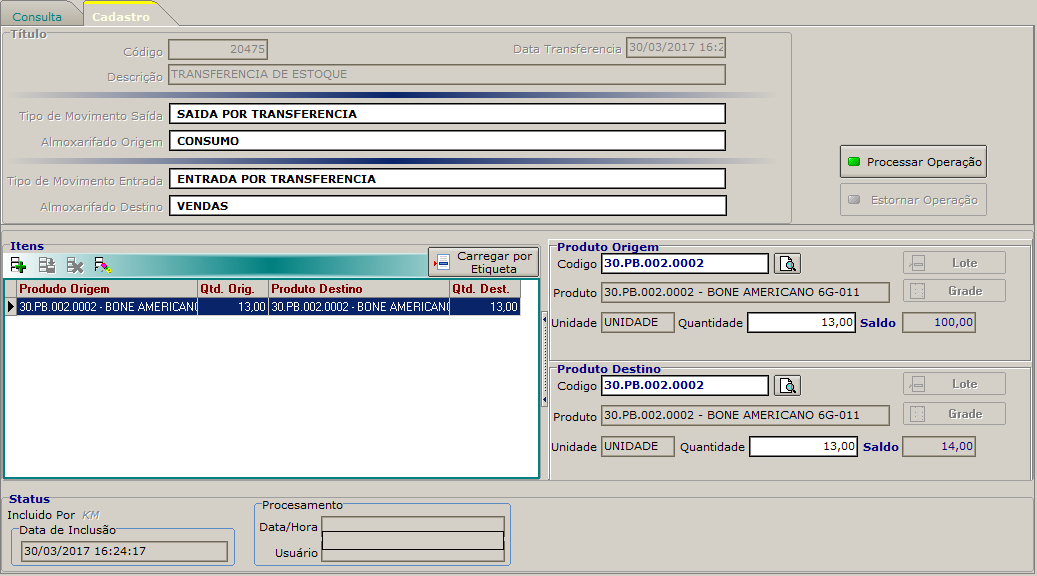 Consulta
Cadastro
Título
Código 20475 Data Transferencia 30/03/2017 16:2
Descrição TRANSFERENCIA DE ESTOQUE
Tipo de Movimento Saída SAIDA POR TRANSFERENCIA
Almoxarifado Origem CONSUMO
Tipo de Movimento Entrada ENTRADA POR TRANSFERENCIA
Almoxarifado Destino VENDAS
Processar Operação
Estornar Operação
Itens
Carregar por
Etiqueta
Produdo Origem Qtd. Orig. Produto Destino Qtd. Dest.
30.PB.002.0002 - BONE AMERICANO 13,00 30.PB.002.0002 - BONE AMERICANO 13,00
Produto Origem
Codigo 30.PB.002.0002 Lote
Produto 30.PB.002.0002 - BONE AMERICANO 6G-011 Grade
Unidade UNIDADE Quantidade 13,00 Saldo 100,00
Produto Destino
Codigo 30.PB.002.0002 Lote
Produto 30.PB.002.0002 - BONE AMERICANO 6G-011 Grade
Unidade UNIDADE Quantidade 13,00 Saldo 14,00
Status
Incluido Por KM
Data de Inclusão
30/03/2017 16:24:17
Procesamento
Data/Hora
Usuário